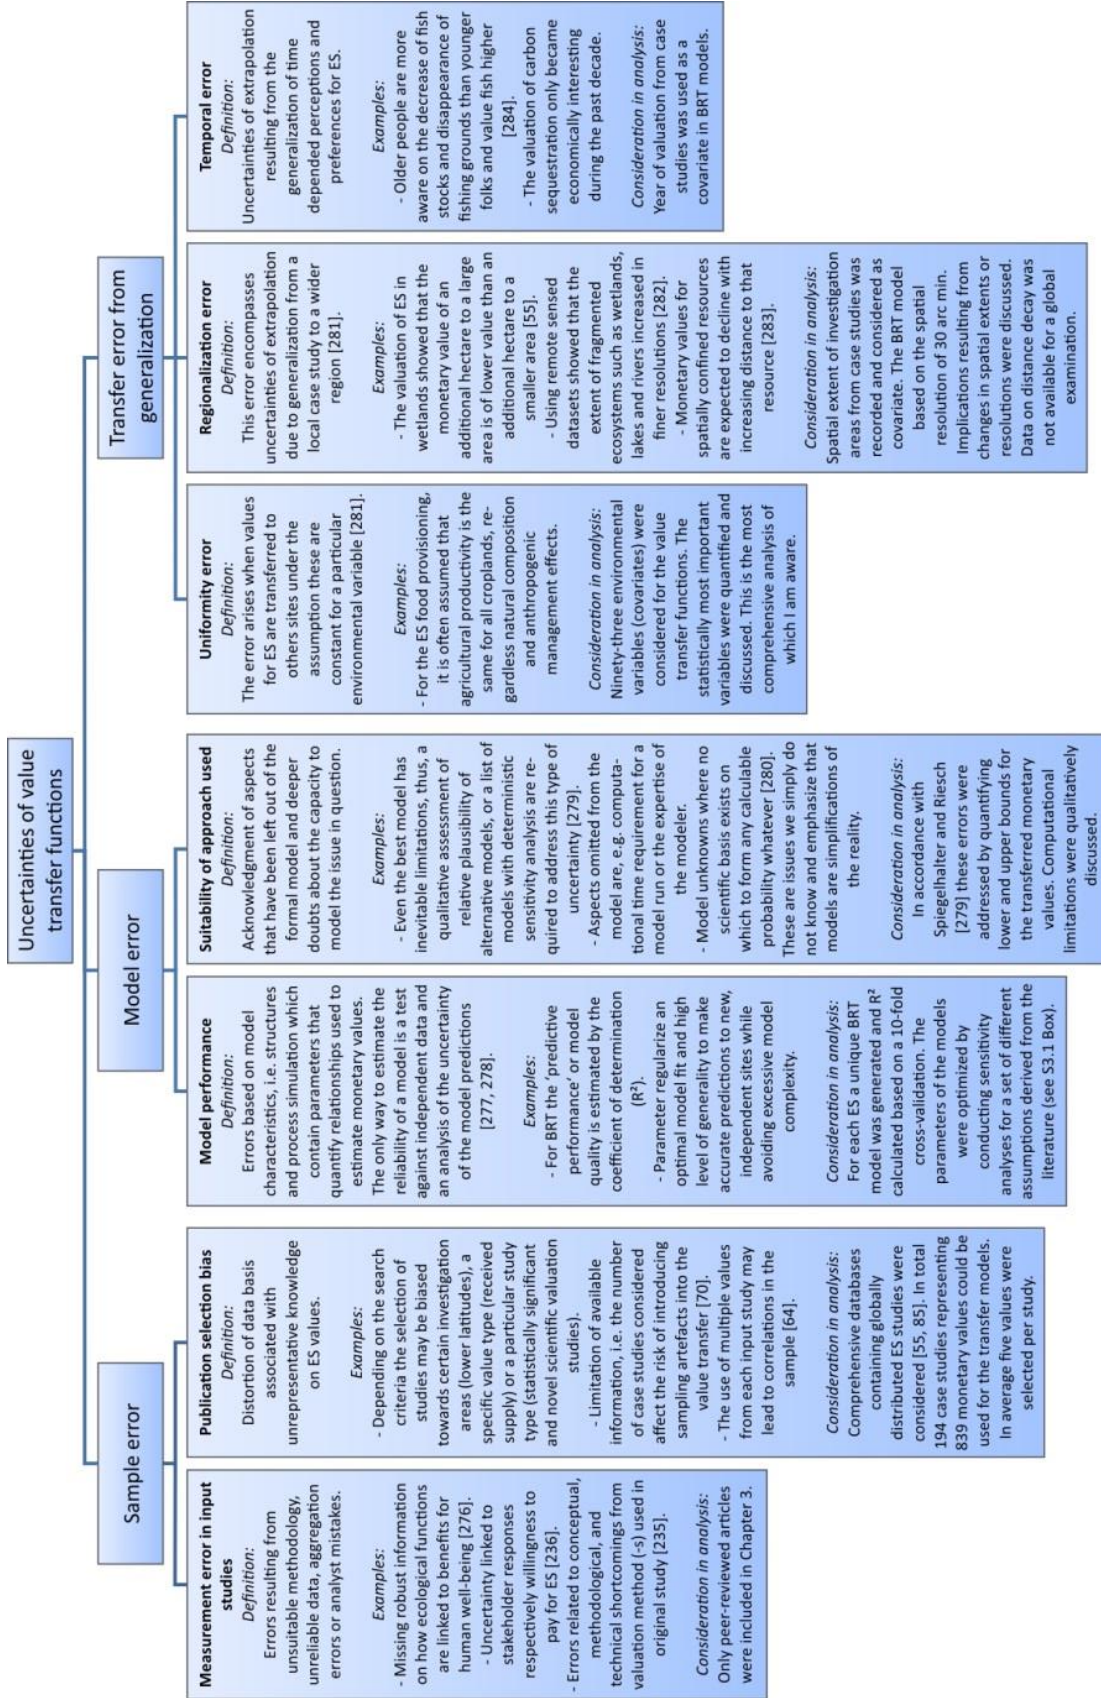 Uncertainties of value
transfer functions
Sample error
Model error
Transfer error from
generalization
Measurement error in input
studies
Definition:
Errors resulting from
unsuitable methodology,
unreliable data, aggregation
errors or analyst mistakes.
Examples:
- Missing robust information
on how ecological functions
are linked to benefits for
human well-being [276].
- Uncertainty linked to
stakeholder responses
respectively willingness to
pay for ES [236].
- Errors related to conceptual,
methodological, and
technical shortcomings from
valuation method (-s) used in
original study [235].
Consideration in analysis:
Only peer-reviewed articles
were included in Chapter 3.
Publication selection bias
Definition:
Distortion of data basis
associated with
unrepresentative knowledge
on ES values.
Examples:
- Depending on the search
criteria the selection of
studies may be biased
towards certain investigation
areas (lower latitudes), a
specific value type (received
supply) or a particular study
type (statistically significant
and novel scientific valuation
studies).
- Limitation of available
information, i.e. the number
of case studies considered
affect the risk of introducing
sampling artefacts into the
value transfer [70].
- The use of multiple values
from each input study may
lead to correlations in the
sample [64].
Consideration in analysis:
Comprehensive databases
containing globally
distributed ES studies were
considered [55, 85]. In total
194 case studies representing
839 monetary values could be
used for the transfer models.
In average five values were
selected per study.
Model performance
Definition:
Errors based on model
characteristics, i.e. structures
and process simulation which
contain parameters that
quantify relationships used to
estimate monetary values.
The only way to estimate the
reliability of a model is a test
against independent data and
an analysis of the uncertainty
of the model predictions
[277, 278].
Examples:
- For BRT the ‘predictive
performance’ or model
quality is estimated by the
coefficient of determination
(R²).
- Parameter regularize an
optimal model fit and high
level of generality to make
accurate predictions to new,
independent sites while
avoiding excessive model
complexity.
Consideration in analysis:
For each ES a unique BRT
model was generated and R²
calculated based on a 10-fold
cross-validation. The
parameters of the models
were optimized by
conducting sensitivity
analyses for a set of different
assumptions derived from the
literature (see S3.1 Box).
Suitability of approach used
Definition:
Acknowledgment of aspects
that have been left out of the
formal model and deeper
doubts about the capacity to
model the issue in question.
Examples:
- Even the best model has
inevitable limitations, thus, a
qualitative assessment of
relative plausibility of
alternative models, or a list of
models with deterministic
sensitivity analysis are re-
quired to address this type of
uncertainty [279].
- Aspects omitted from the
model are, e.g. computa-
tional time requirement for a
model run or the expertise of
the modeler.
- Model unknowns where no
scientific basis exists on
which to form any calculable
probability whatever [280].
These are issues we simply do
not know and emphasize that
models are simplifications of
the reality.
Consideration in analysis:
In accordance with
Spiegelhalter and Riesch
[279] these errors were
addressed by quantifying
lower and upper bounds for
the transferred monetary
values. Computational
limitations were qualitatively
discussed.
Uniformity error
Definition:
The error arises when values
for ES are transferred to
others sites under the
assumption these are
constant for a particular
environmental variable [281].
Examples:
- For the ES food provisioning,
it is often assumed that
agricultural productivity is the
same for all croplands, re-
gardless natural composition
and anthropogenic
management effects.
Consideration in analysis:
Ninety-three environmental
variables (covariates) were
considered for the value
transfer functions. The
statistically most important
variables were quantified and
discussed. This is the most
comprehensive analysis of
which I am aware.
Regionalization error
Definition:
This error encompasses
uncertainties of extrapolation
due to generalization from a
local case study to a wider
region [281].
Examples:
- The valuation of ES in
wetlands showed that the
monetary value of an
additional hectare to a large
area is of lower value than an
additional hectare to a
smaller area [55].
- Using remote sensed
datasets showed that the
extent of fragmented
ecosystems such as wetlands,
lakes and rivers increased in
finer resolutions [282].
- Monetary values for
spatially confined resources
are expected to decline with
increasing distance to that
resource [283].
Consideration in analysis:
Spatial extent of investigation
areas from case studies was
recorded and considered as
covariate. The BRT model
based on the spatial
resolution of 30 arc min.
Implications resulting from
changes in spatial extents or
resolutions were discussed.
Data on distance decay was
not available for a global
examination.
Temporal error
Definition:
Uncertainties of extrapolation
resulting from the
generalization of time
depended perceptions and
preferences for ES.
Examples:
- Older people are more
aware on the decrease of fish
stocks and disappearance of
fishing grounds than younger
folks and value fish higher
[284].
- The valuation of carbon
sequestration only became
economically interesting
during the past decade.
Consideration in analysis:
Year of valuation from case
studies was used as a
covariate in BRT models.